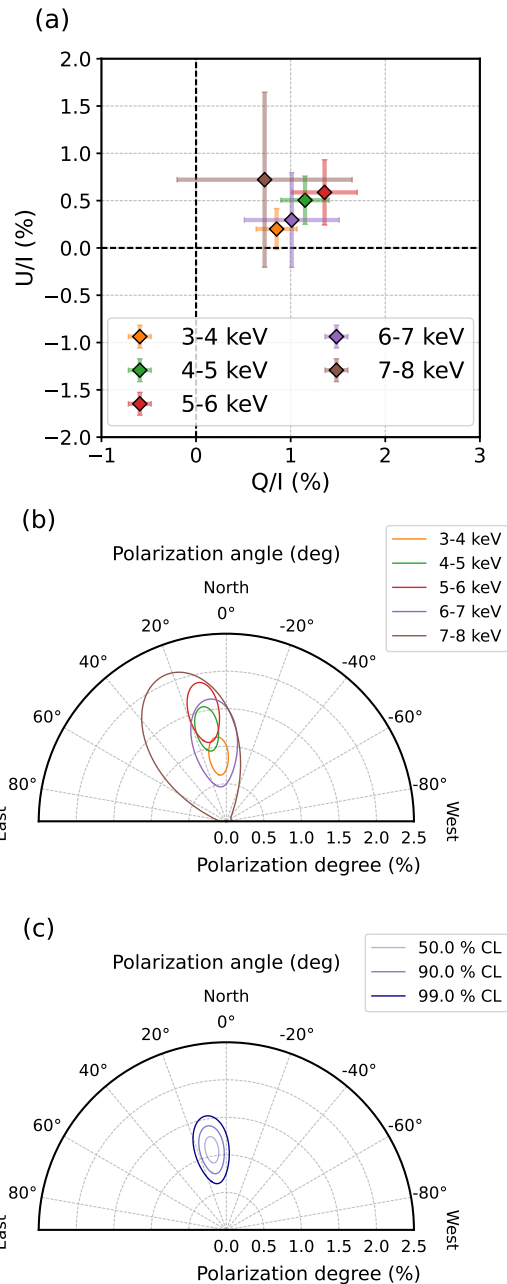 (a)
2.0
1.5
1.0
0.5
0.0
−0.5
−1.0
−1.5
−2.0
U/I (%)
3-4 keV
4-5 keV
5-6 keV
6-7 keV
7-8 keV
−1
0
1
2
3
Q/I (%)
(b)
3-4 keV
4-5 keV
5-6 keV
6-7 keV
7-8 keV
Polarization angle (deg)
North
0°
20°
-20°
40°
-40°
60°
-60°
80°
-80°
East
West
0.0 0.5 1.0 1.5 2.0 2.5
Polarization degree (%)
(c)
50.0 % CL
90.0 % CL
99.0 % CL
Polarization angle (deg)
North
0°
20°
-20°
40°
-40°
60°
-60°
80°
-80°
East
West
0.0 0.5 1.0 1.5 2.0 2.5
Polarization degree (%)